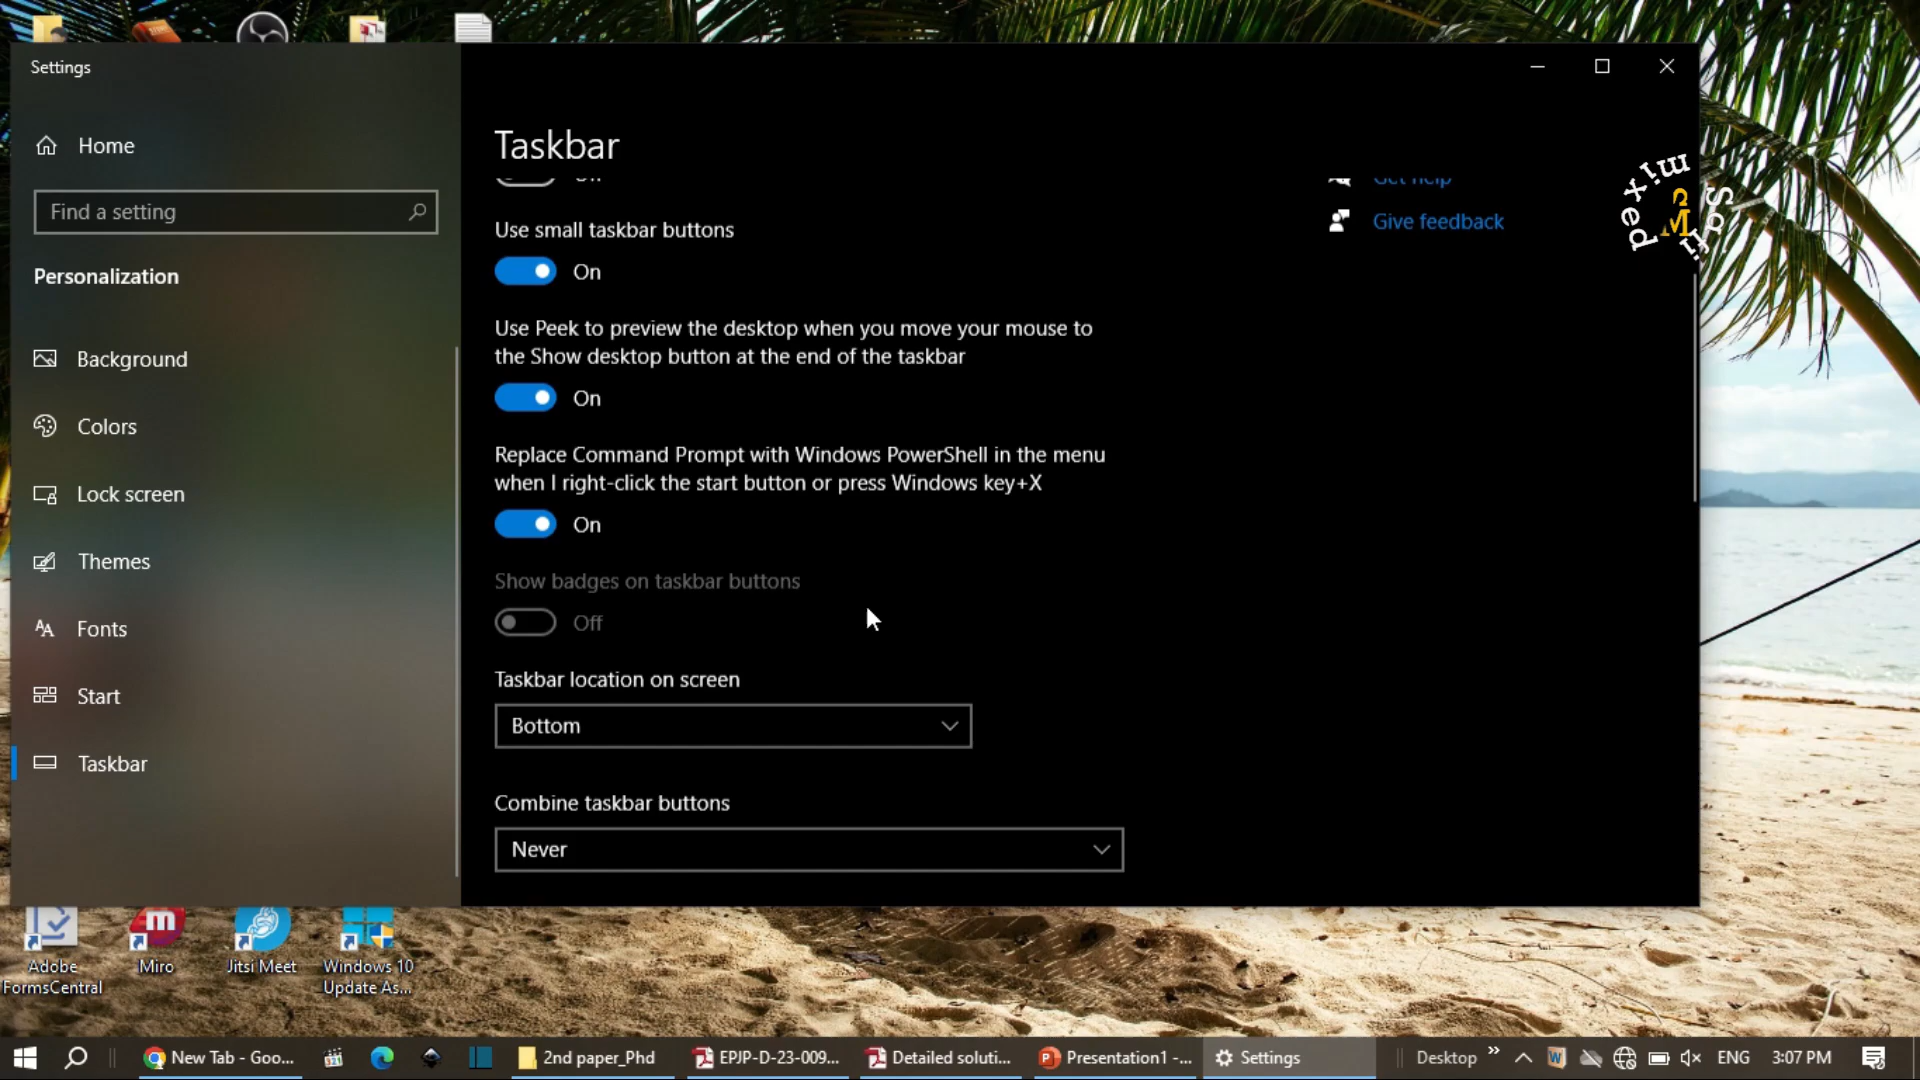 Settings
Home
Find a setting
Personalization
Background
Colors
Lock screen
Themes
Fonts
Start
Taskbar
Taskbar
Get help
Give feedback
Use small taskbar buttons
On
Use Peek to preview the desktop when you move your mouse to
the Show desktop button at the end of the taskbar
On
Replace Command Prompt with Windows PowerShell in the menu
when I right-click the start button or press Windows key+X
On
Show badges on taskbar buttons
Off
Taskbar location on screen
Bottom
Combine taskbar buttons
Never
mixed
Safi
Ms
Adobe
FormsCentral
Miro
Jitsi Meet
Windows 10
Update As...
New Tab - Goo...
2nd paper_Phd
EPJP-D-23-009...
Detailed soluti...
Presentation1 -...
Settings
Desktop
ENG
3:07 PM